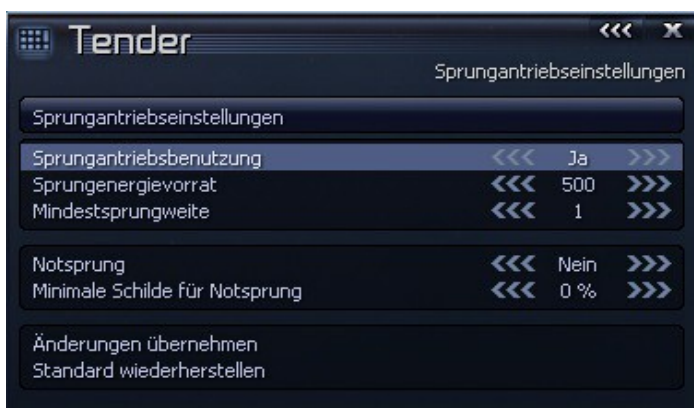 Tender
<<< X
Sprungantriebseinstellungen
Sprungantriebseinstellungen
Sprungantriebsbenutzung <<< Ja >>>
Sprungenergievorrat <<< 500 >>>
Mindestsprungweite <<< 1 >>>
Notsprung <<< Nein >>>
Minimale Schilde für Notsprung <<< 0 % >>>
Änderungen übernehmen
Standard wiederherstellen